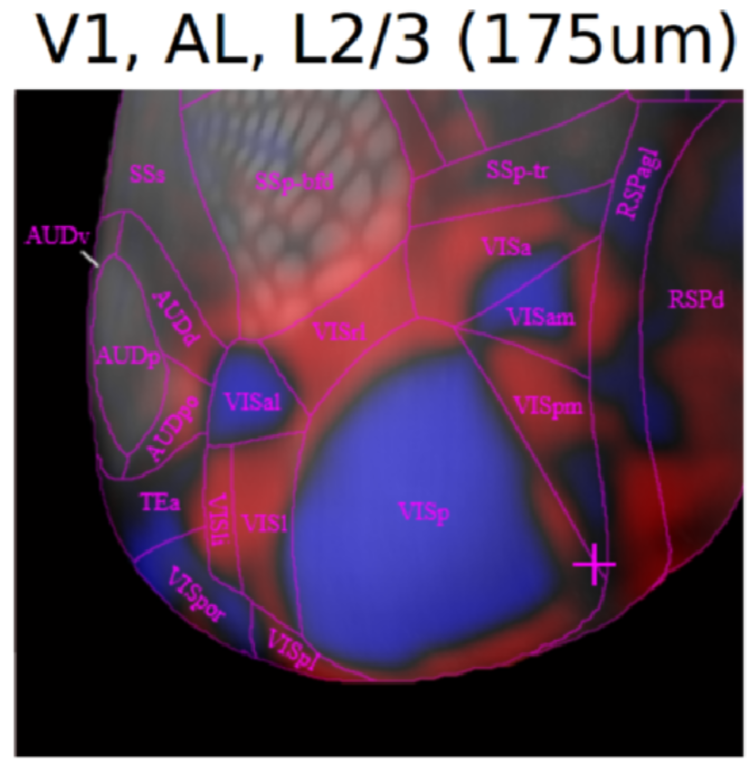 V1, AL, L2/3 (175um)
SSs
SSp-bfd
SSp-tr
RSPagl
AUDv
VISa
AUDd
RSPd
VISam
VISrl
AUDp
VISal
VISpm
AUDpo
TEa
VISli
VISl
VISp
VISpor
VISpl